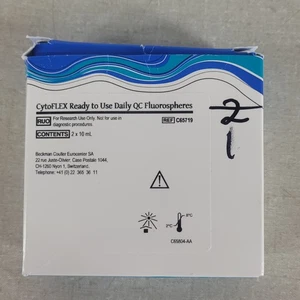 CytoFLEX Ready to Use Daily QC Fluorospheres
RUO For Research Use Only. Not for use in diagnostic procedures. REF C65719
CONTENTS 2 x 10 mL
Beckman Coulter Eurocenter SA
22 rue Juste-Olivier, Case Postale 1044,
CH-1260 Nyon 1, Switzerland.
Telephone: +41 (0) 22 365 36 11
8°C
2°C
C65804-AA
2
1